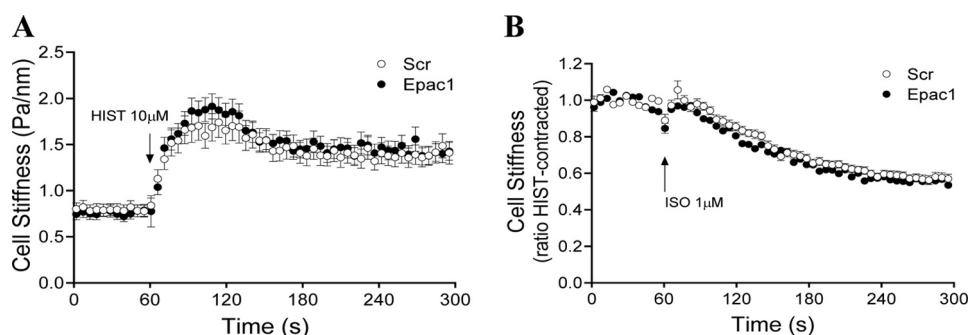 A
Cell Stiffness (Pa/nm)
2.5
2.0
1.5
1.0
0.5
0.0
HIST 10μM
Scr
Epac1
0
60
120
180
240
300
Time (s)
B
Cell Stiffness
(ratio HIST-contracted)
1.2
1.0
0.8
0.6
0.4
0.2
0.0
ISO 1μM
Scr
Epac1
0
60
120
180
240
300
Time (s)